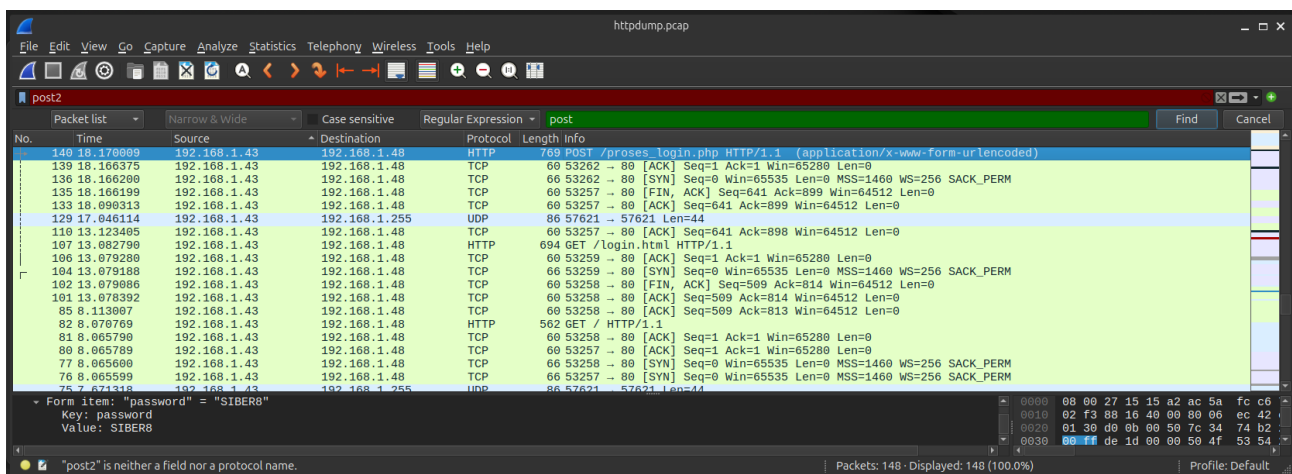 httpdump.pcap
File Edit View Go Capture Analyze Statistics Telephony Wireless Tools Help
post2
Packet list Narrow & Wide Case sensitive Regular Expression post Find Cancel
No. Time Source Destination Protocol Length Info
140 18.170009 192.168.1.43 192.168.1.48 HTTP 769 POST /proses_login.php HTTP/1.1 (application/x-www-form-urlencoded)
139 18.166375 192.168.1.43 192.168.1.48 TCP 60 53262 → 80 [ACK] Seq=1 Ack=1 Win=65280 Len=0
136 18.166200 192.168.1.43 192.168.1.48 TCP 66 53262 → 80 [SYN] Seq=0 Win=65535 Len=0 MSS=1460 WS=256 SACK_PERM
135 18.166199 192.168.1.43 192.168.1.48 TCP 60 53257 → 80 [FIN, ACK] Seq=641 Ack=899 Win=64512 Len=0
133 18.090313 192.168.1.43 192.168.1.48 TCP 60 53257 → 80 [ACK] Seq=641 Ack=899 Win=64512 Len=0
129 17.046114 192.168.1.43 192.168.1.255 UDP 86 57621 → 57621 Len=44
110 13.123405 192.168.1.43 192.168.1.48 TCP 60 53257 → 80 [ACK] Seq=641 Ack=898 Win=64512 Len=0
107 13.082790 192.168.1.43 192.168.1.48 HTTP 694 GET /login.html HTTP/1.1
106 13.079280 192.168.1.43 192.168.1.48 TCP 60 53259 → 80 [ACK] Seq=1 Ack=1 Win=65280 Len=0
104 13.079188 192.168.1.43 192.168.1.48 TCP 66 53259 → 80 [SYN] Seq=0 Win=65535 Len=0 MSS=1460 WS=256 SACK_PERM
102 13.079086 192.168.1.43 192.168.1.48 TCP 60 53258 → 80 [FIN, ACK] Seq=509 Ack=814 Win=64512 Len=0
101 13.078392 192.168.1.43 192.168.1.48 TCP 60 53258 → 80 [ACK] Seq=509 Ack=814 Win=64512 Len=0
85 8.113007 192.168.1.43 192.168.1.48 TCP 60 53258 → 80 [ACK] Seq=509 Ack=813 Win=64512 Len=0
82 8.070769 192.168.1.43 192.168.1.48 HTTP 562 GET / HTTP/1.1
81 8.065790 192.168.1.43 192.168.1.48 TCP 60 53258 → 80 [ACK] Seq=1 Ack=1 Win=65280 Len=0
80 8.065789 192.168.1.43 192.168.1.48 TCP 60 53257 → 80 [ACK] Seq=1 Ack=1 Win=65280 Len=0
77 8.065600 192.168.1.43 192.168.1.48 TCP 66 53258 → 80 [SYN] Seq=0 Win=65535 Len=0 MSS=1460 WS=256 SACK_PERM
76 8.065599 192.168.1.43 192.168.1.48 TCP 66 53257 → 80 [SYN] Seq=0 Win=65535 Len=0 MSS=1460 WS=256 SACK_PERM
75 7.671318 192.168.1.43 192.168.1.255 UDP 86 57621 → 57621 Len=44
Form item: "password" = "SIBER8"
Key: password
Value: SIBER8
0000 08 00 27 15 15 a2 ac 5a fc c6
0010 02 f3 88 16 40 00 80 06 ec 42
0020 01 30 d0 0b 00 50 7c 34 74 b2
0030 00 ff de 1d 00 00 50 4f 53 54
"post2" is neither a field nor a protocol name. Packets: 148 · Displayed: 148 (100.0%) Profile: Default